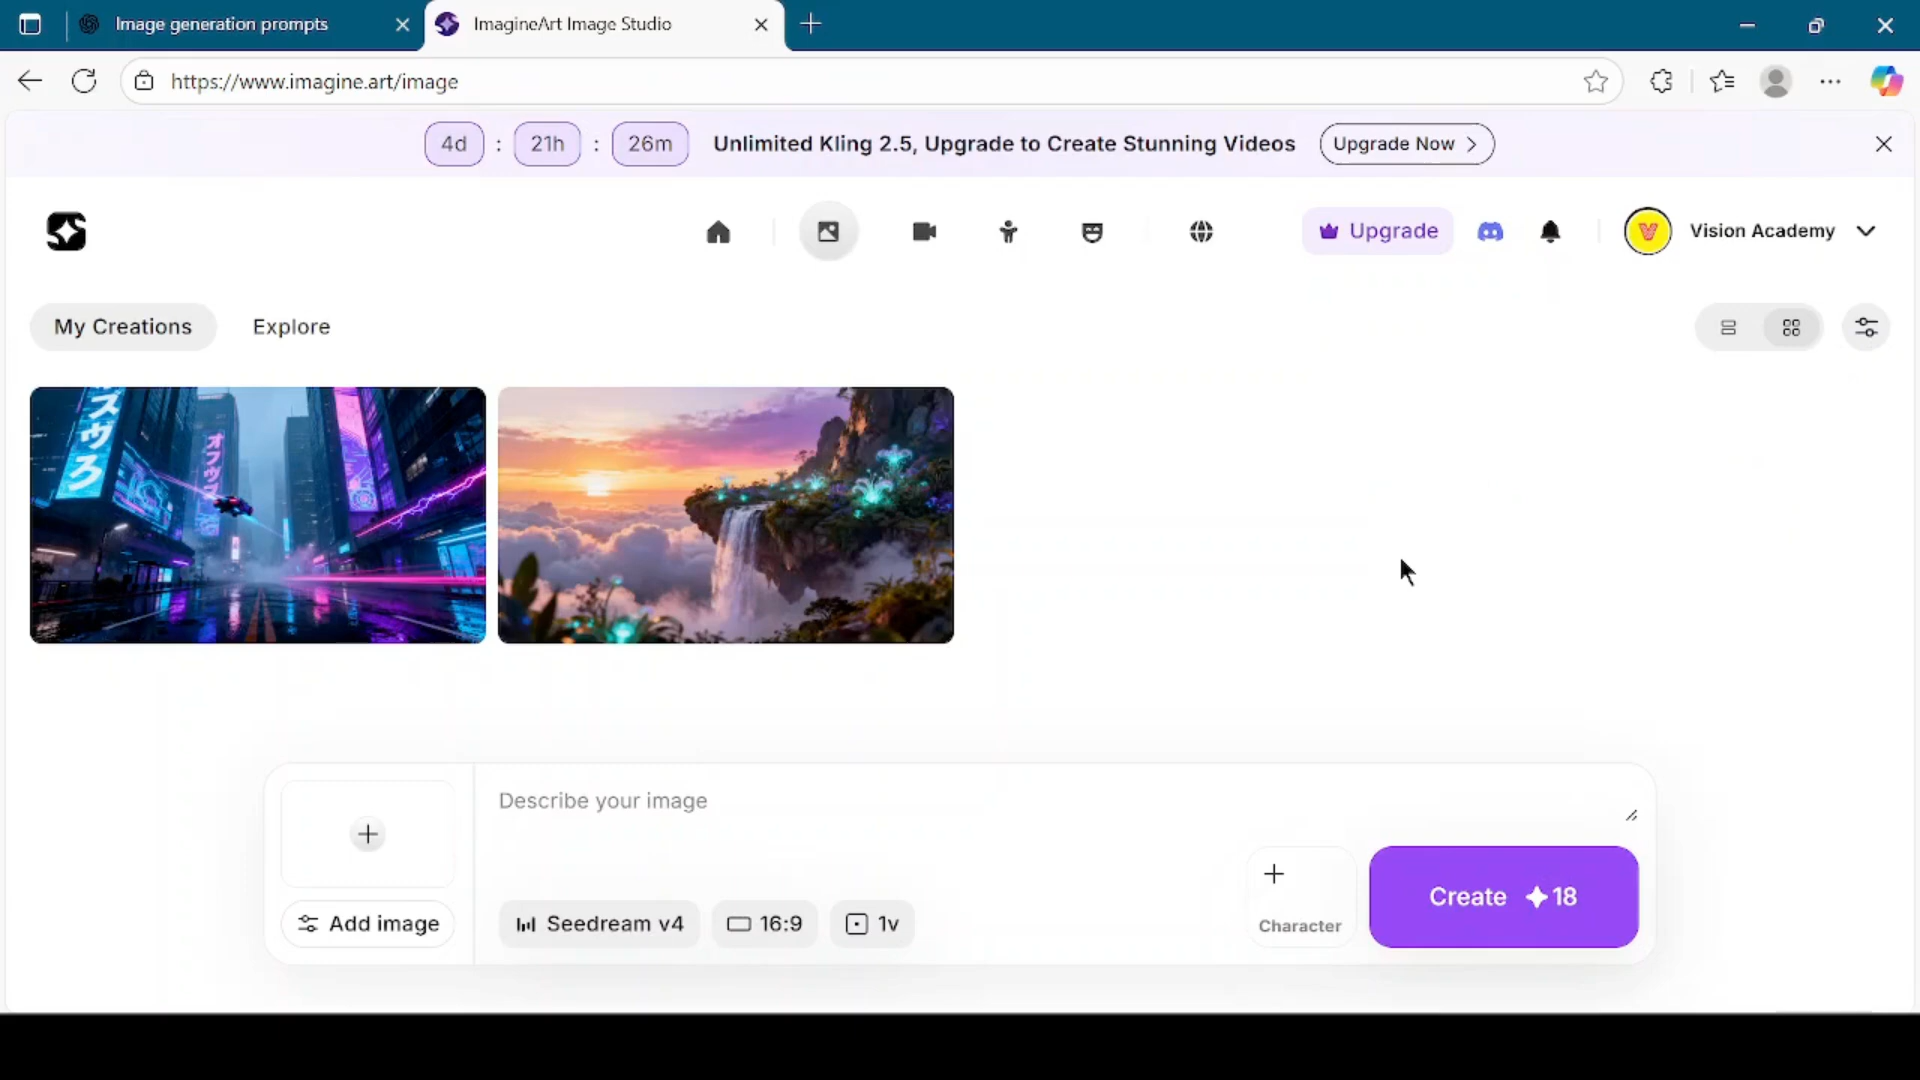 Image generation prompts
ImagineArt Image Studio
https://www.imagine.art/image
4d : 21h : 26m Unlimited Kling 2.5, Upgrade to Create Stunning Videos Upgrade Now
Upgrade
Vision Academy
My Creations
Explore
Describe your image
Add image
Seedream v4
16:9
1v
Character
Create 18